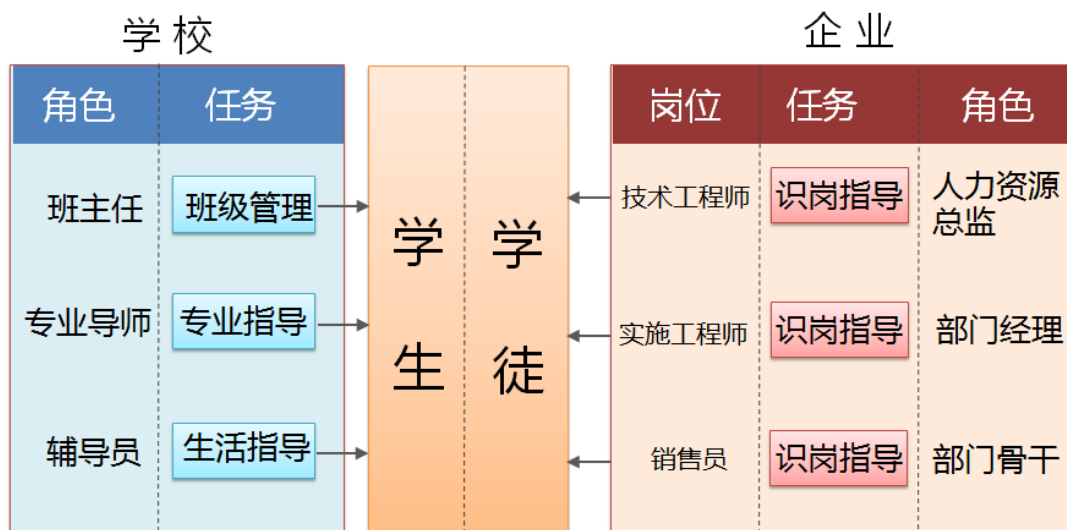 学 校
企 业
角色 任务
岗位 任务 角色
班主任 班级管理
技术工程师 识岗指导 人力资源
总监
学 学
专业导师 专业指导
实施工程师 识岗指导 部门经理
生 徒
辅导员 生活指导
销售员 识岗指导 部门骨干